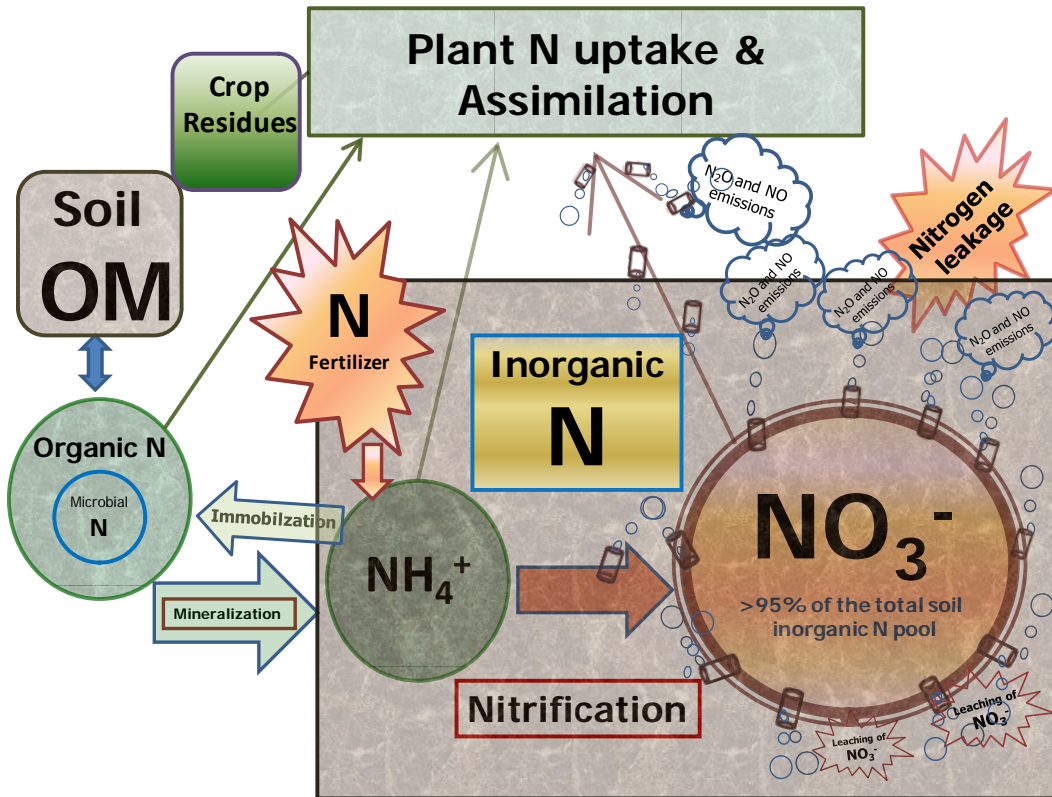 Plant N uptake &
Assimilation
Crop
Residues
Soil
OM
N₂O and NO
emissions
Nitrogen
leakage
N₂O and NO
emissions
N₂O and NO
emissions
N₂O and NO
emissions
N
Fertilizer
Inorganic
N
Organic N
Microbial
N
Immobilzation
NH₄⁺
NO₃⁻
>95% of the total soil
inorganic N pool
Mineralization
Nitrification
Leaching of
NO₃⁻
Leaching of
NO₃⁻